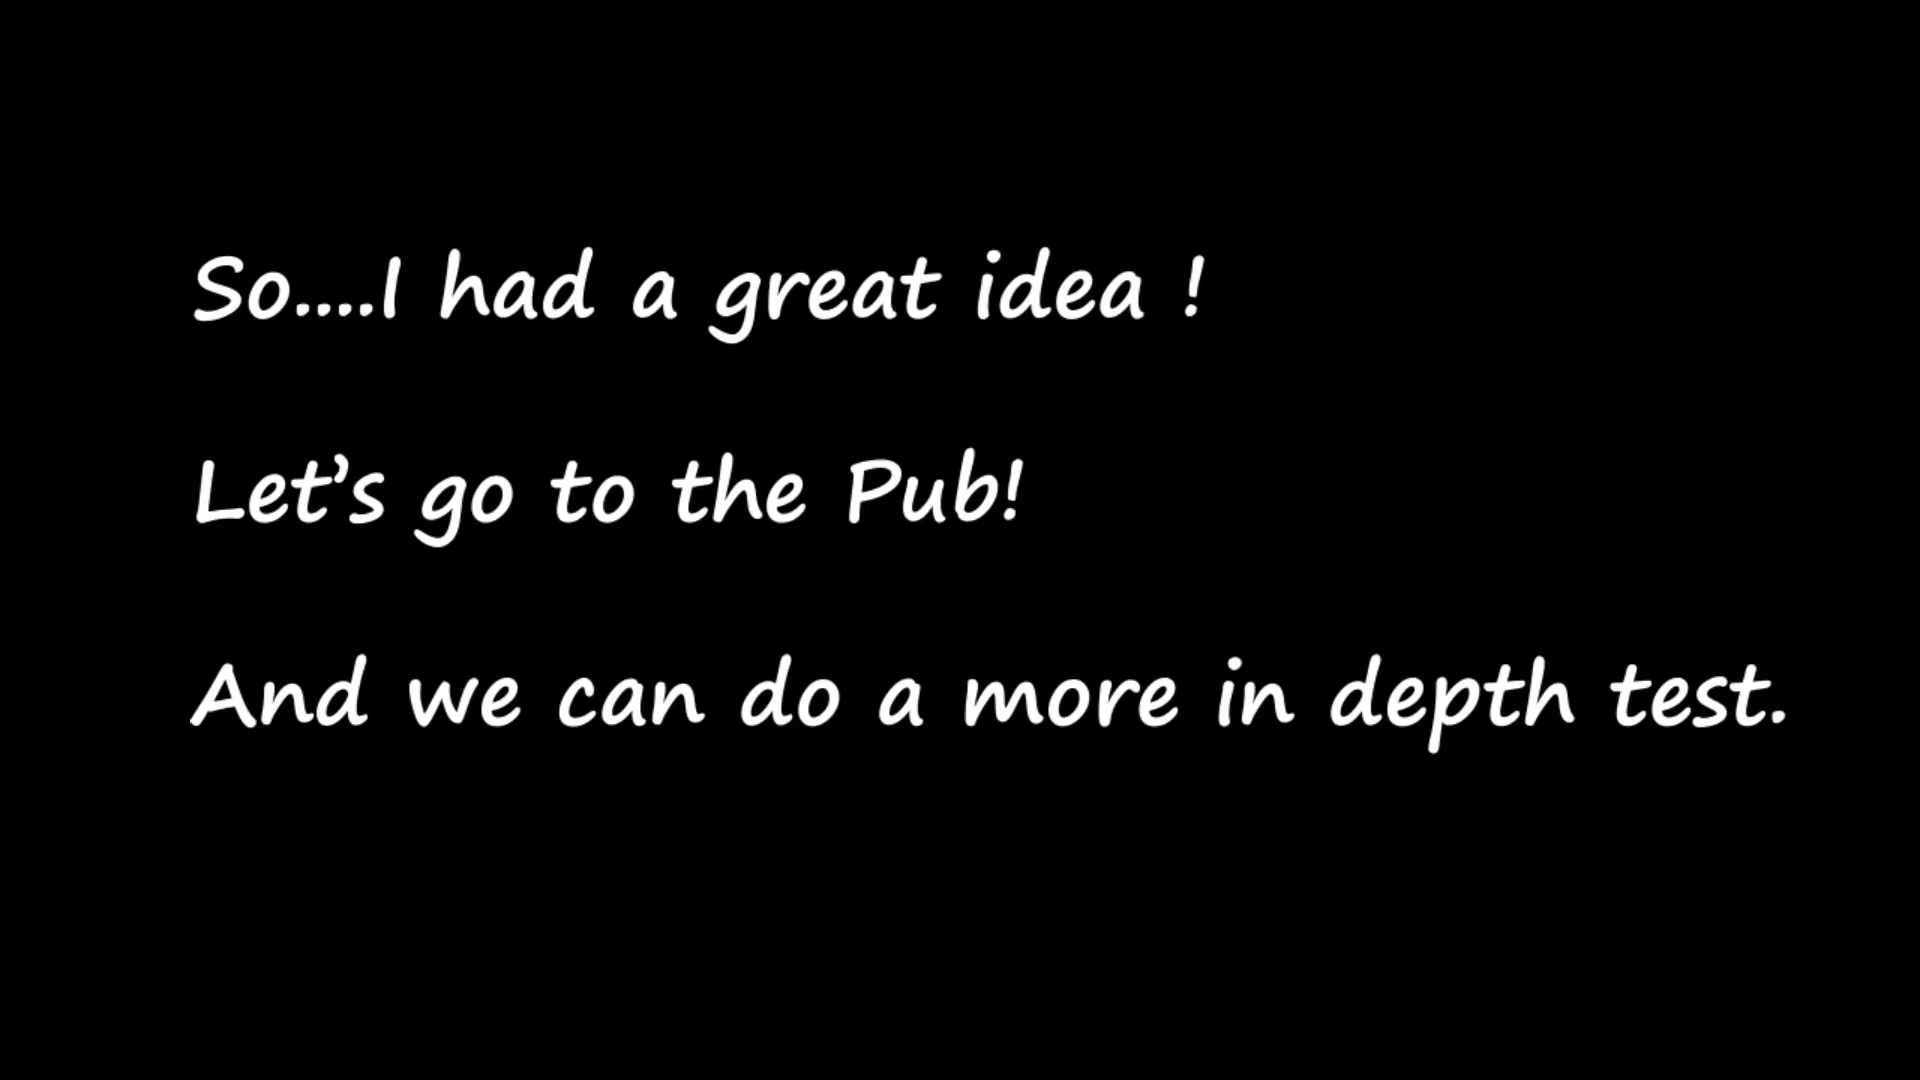 So....I had a great idea !
Let’s go to the Pub!
And we can do a more in depth test.